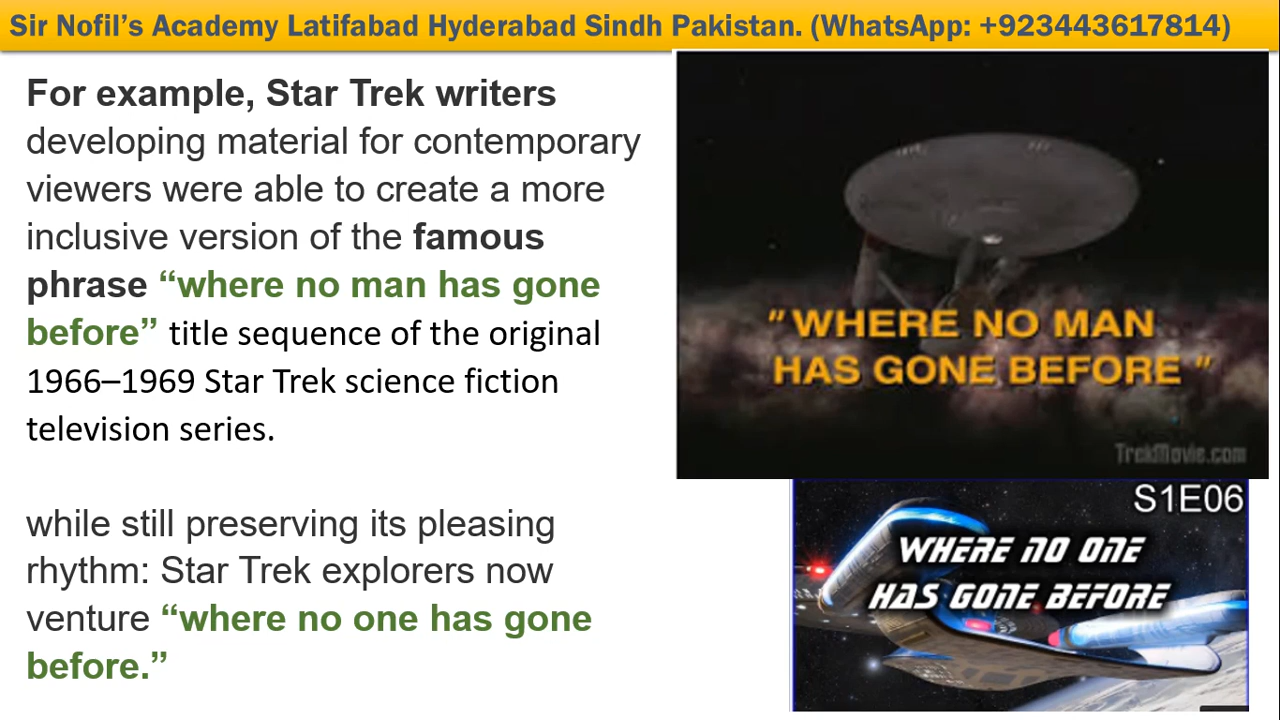 Sir Nofil’s Academy Latifabad Hyderabad Sindh Pakistan. (WhatsApp: +923443617814)
For example, Star Trek writers
developing material for contemporary
viewers were able to create a more
inclusive version of the famous
phrase “where no man has gone
before” title sequence of the original
1966–1969 Star Trek science fiction
television series.
while still preserving its pleasing
rhythm: Star Trek explorers now
venture “where no one has gone
before.”
"WHERE NO MAN
HAS GONE BEFORE"
TrekMovie.com
S1E06
WHERE NO ONE
HAS GONE BEFORE